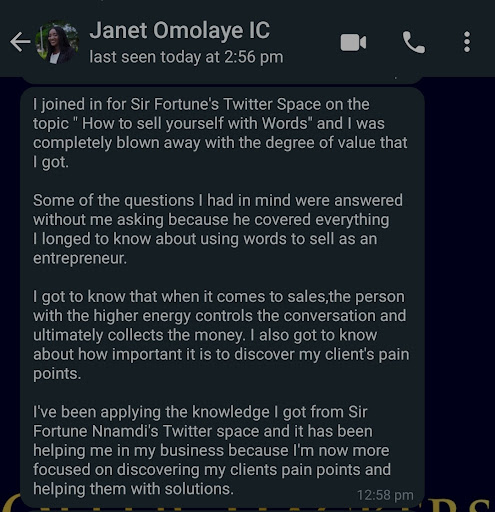 Janet Omolaye IC
last seen today at 2:56 pm
I joined in for Sir Fortune's Twitter Space on the
topic " How to sell yourself with Words" and I was
completely blown away with the degree of value that
I got.
Some of the questions I had in mind were answered
without me asking because he covered everything
I longed to know about using words to sell as an
entrepreneur.
I got to know that when it comes to sales,the person
with the higher energy controls the conversation and
ultimately collects the money. I also got to know
about how important it is to discover my client's pain
points.
I've been applying the knowledge I got from Sir
Fortune Nnamdi's Twitter space and it has been
helping me in my business because I'm now more
focused on discovering my clients pain points and
helping them with solutions.
12:58 pm